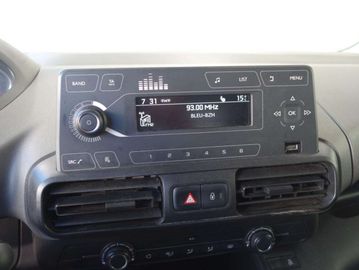 BAND TA LIST MENU
7 31 15
93.00 MHz
BLEU-BZH
OK
SRC
1 2 3 4 5 6